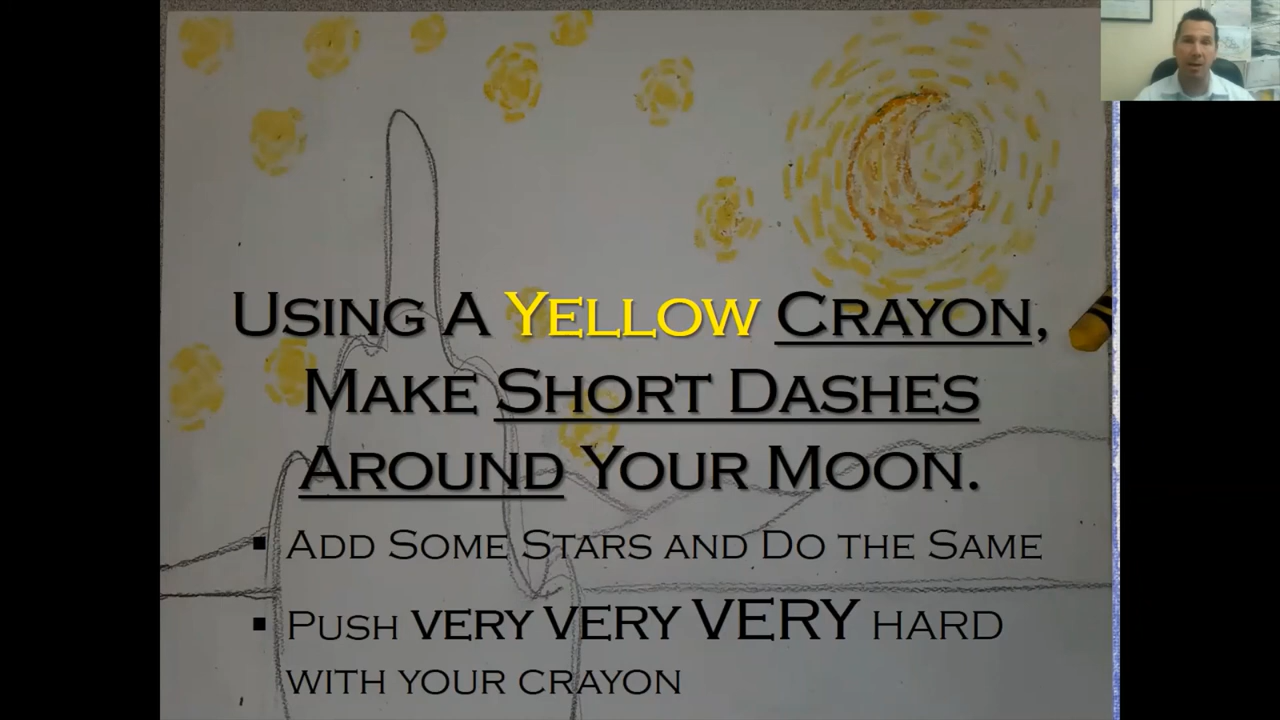 Using A Yellow Crayon,
Make Short Dashes
Around Your Moon.
▪ Add Some Stars and Do the Same
▪ Push very very very hard
with your crayon